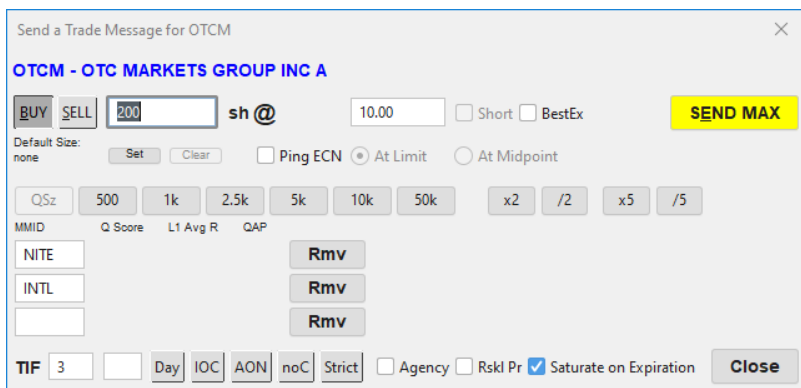 Send a Trade Message for OTCM
OTCM - OTC MARKETS GROUP INC A
BUY SELL 200 sh @ 10.00 Short BestEx SEND MAX
Default Size:
none Set Clear Ping ECN At Limit At Midpoint
QSz 500 1k 2.5k 5k 10k 50k x2 /2 x5 /5
MMID Q Score L1 Avg R QAP
NITE Rmv
INTL Rmv
Rmv
TIF 3 Day IOC AON noC Strict Agency Rskl Pr Saturate on Expiration Close